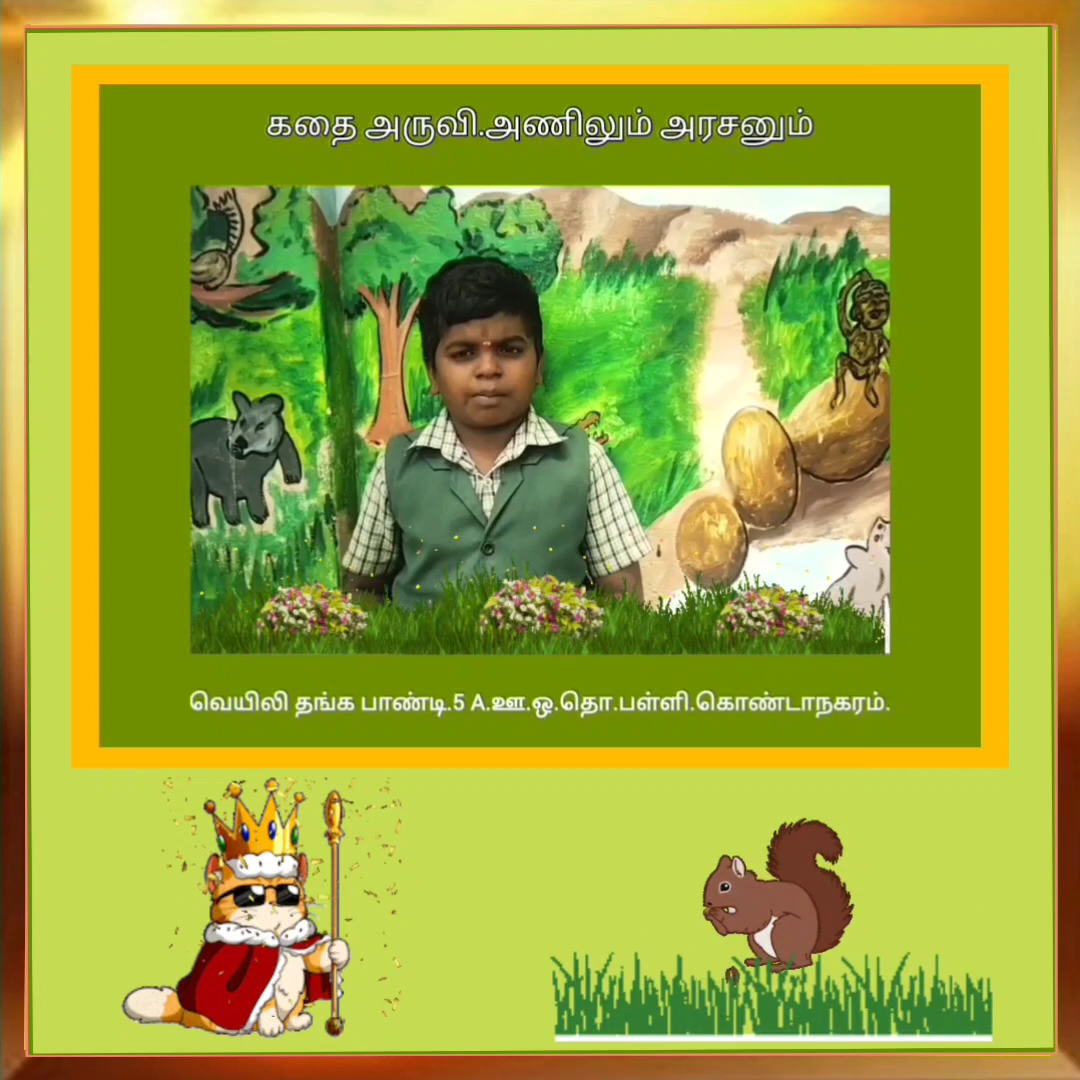 கதை அருவி.அணிலும் அரசனும்
வெயிலி தங்க பாண்டி.5 A.ஊ.ஒ.தொ.பள்ளி.கொண்டாநகரம்.